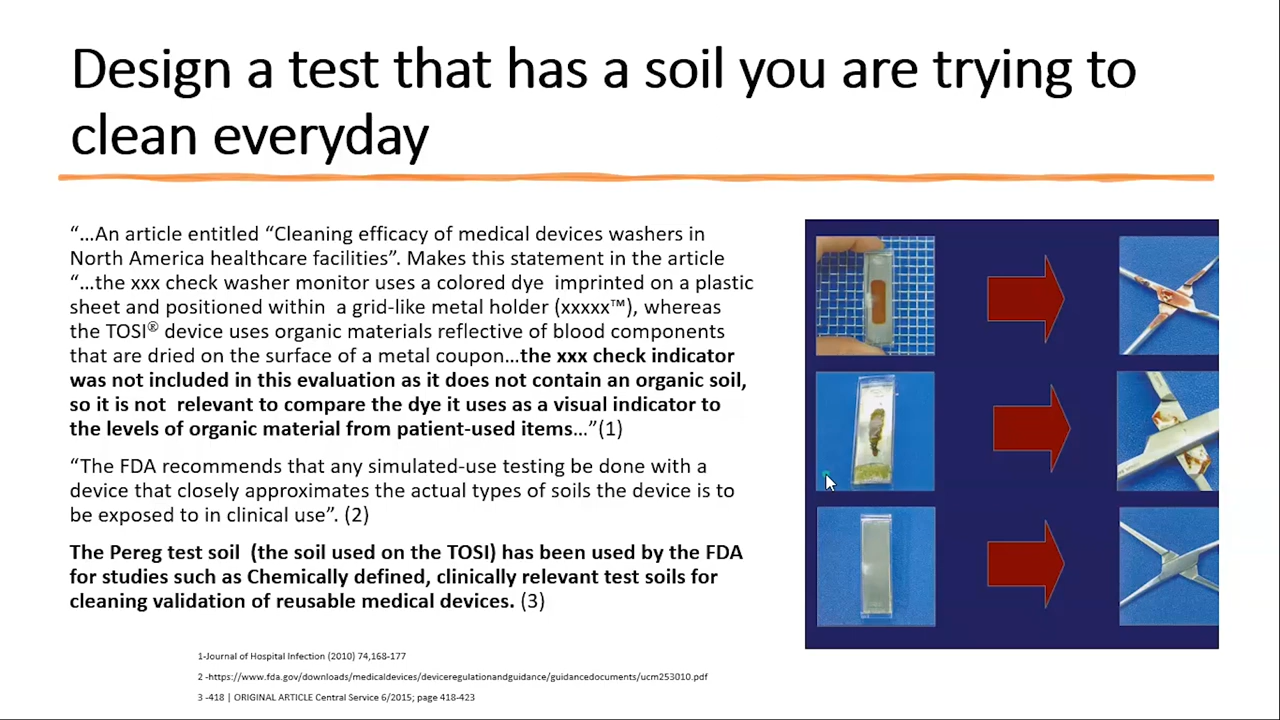 Design a test that has a soil you are trying to
clean everyday
“…An article entitled “Cleaning efficacy of medical devices washers in
North America healthcare facilities”. Makes this statement in the article
“…the xxx check washer monitor uses a colored dye  imprinted on a plastic
sheet and positioned within  a grid-like metal holder (xxxxx™), whereas
the TOSI® device uses organic materials reflective of blood components
that are dried on the surface of a metal coupon…the xxx check indicator
was not included in this evaluation as it does not contain an organic soil,
so it is not  relevant to compare the dye it uses as a visual indicator to
the levels of organic material from patient-used items…”(1)
“The FDA recommends that any simulated-use testing be done with a
device that closely approximates the actual types of soils the device is to
be exposed to in clinical use”. (2)
The Pereg test soil  (the soil used on the TOSI) has been used by the FDA
for studies such as Chemically defined, clinically relevant test soils for
cleaning validation of reusable medical devices. (3)
1-Journal of Hospital Infection (2010) 74,168-177
2 -https://www.fda.gov/downloads/medicaldevices/deviceregulationandguidance/guidancedocuments/ucm253010.pdf
3 -418 | ORIGINAL ARTICLE Central Service 6/2015; page 418-423